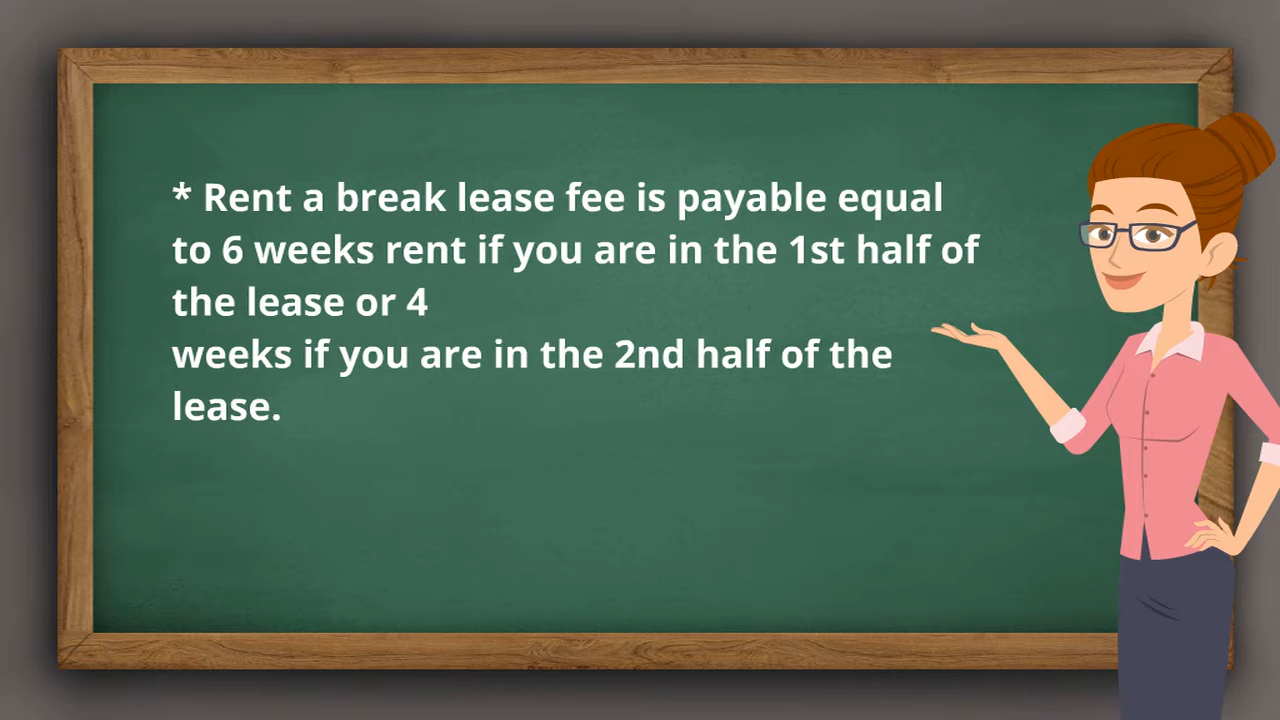 * Rent a break lease fee is payable equal
to 6 weeks rent if you are in the 1st half of
the lease or 4
weeks if you are in the 2nd half of the
lease.